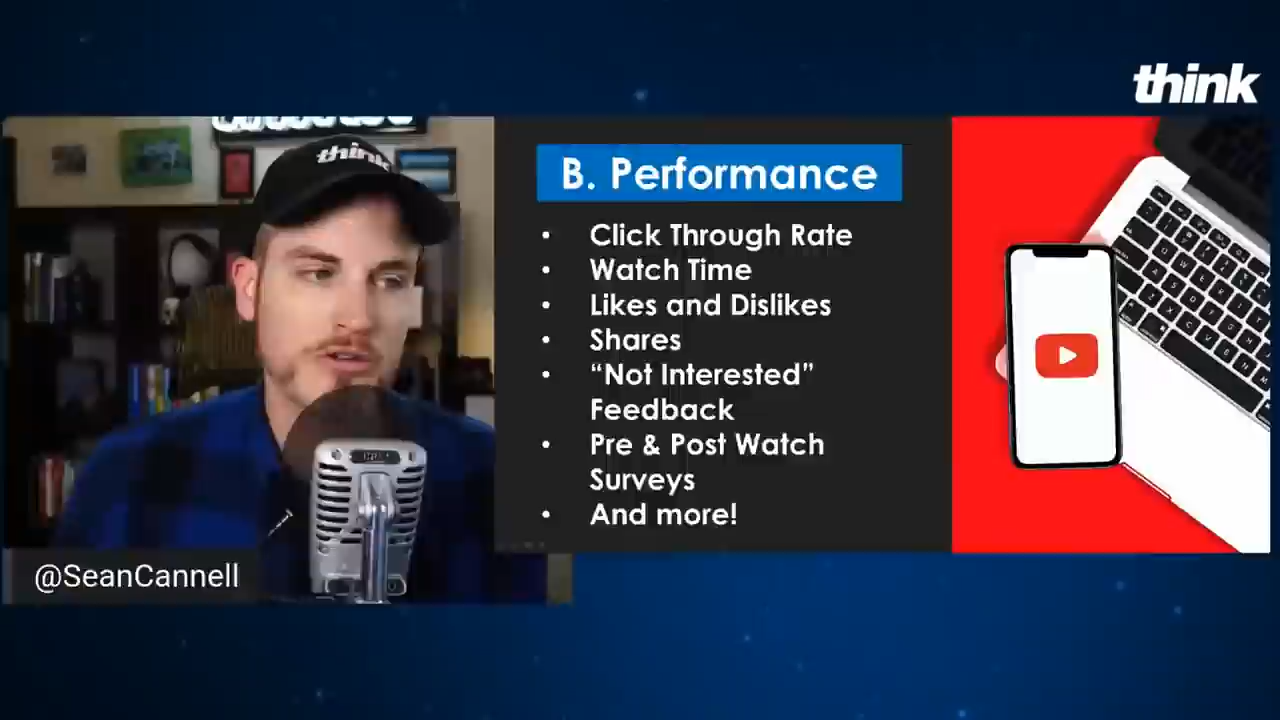 think
think
B. Performance
• Click Through Rate
• Watch Time
• Likes and Dislikes
• Shares
• “Not Interested”
Feedback
• Pre & Post Watch
Surveys
• And more!
@SeanCannell